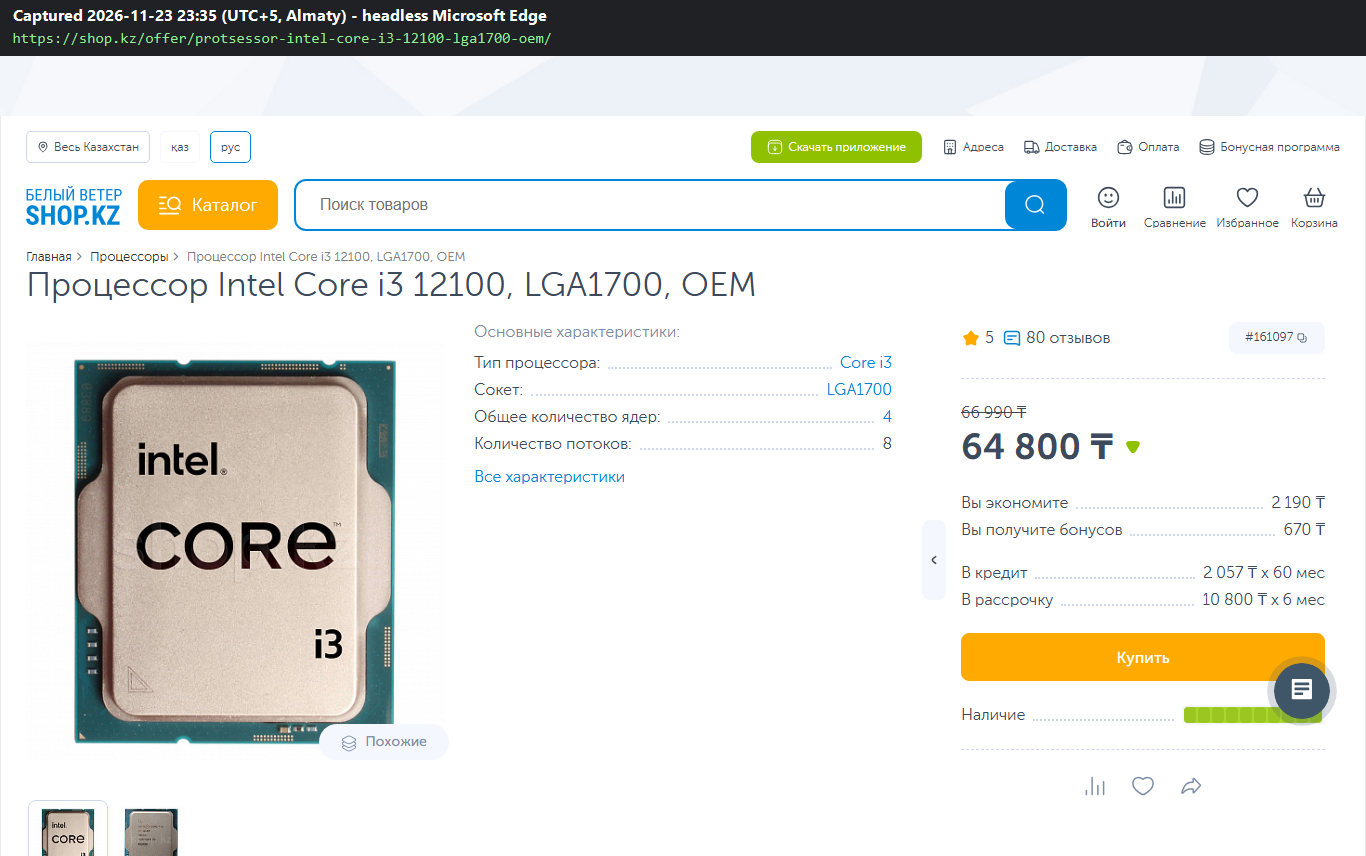 Captured 2026-11-23 23:35 (UTC+5, Almaty) - headless Microsoft Edge
https://shop.kz/offer/protsessor-intel-core-i3-12100-lga1700-oem/
Весь Казахстан қаз рус Скачать приложение Адреса Доставка Оплата Бонусная программа
БЕЛЫЙ ВЕТЕР
SHOP.KZ
Каталог Поиск товаров
Войти Сравнение Избранное Корзина
Главная > Процессоры > Процессор Intel Core i3 12100, LGA1700, OEM
Процессор Intel Core i3 12100, LGA1700, OEM
intel.
CORE™
i3
Похожие
intel.
CORE
i3
Основные характеристики:
Тип процессора: Core i3
Сокет: LGA1700
Общее количество ядер: 4
Количество потоков: 8
Все характеристики
5 80 отзывов #161097
66 990 ₸
64 800 ₸
Вы экономите 2 190 ₸
Вы получите бонусов 670 ₸
В кредит 2 057 ₸ x 60 мес
В рассрочку 10 800 ₸ x 6 мес
Купить
Наличие